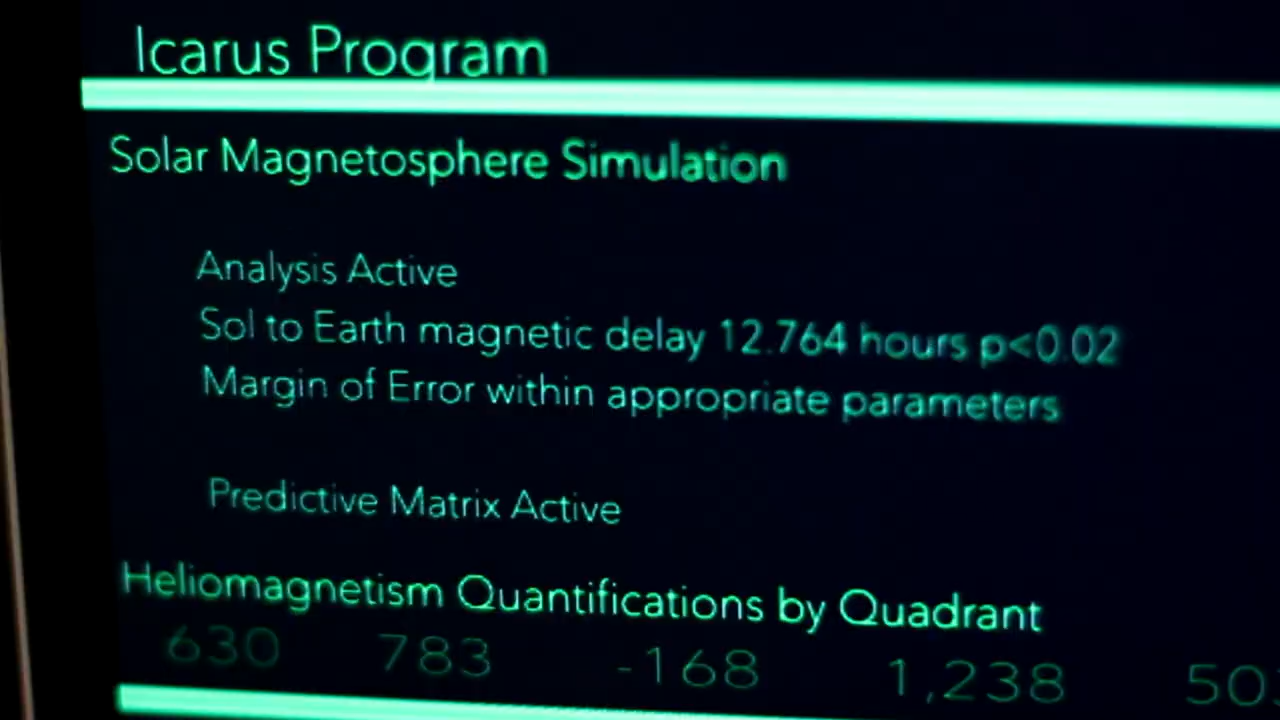 Icarus Program
Solar Magnetosphere Simulation
Analysis Active
Sol to Earth magnetic delay 12.764 hours p<0.02
Margin of Error within appropriate parameters
Predictive Matrix Active
Heliomagnetism Quantifications by Quadrant
630 783 -168 1,238